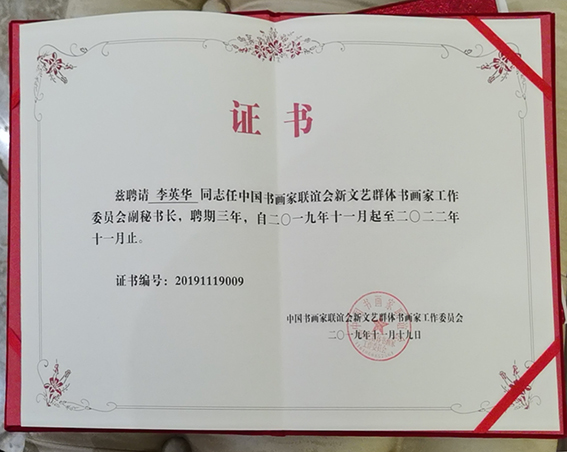 证书
兹聘请 李英华 同志任中国书画家联谊会新文艺群体书画家工作
委员会副秘书长，聘期三年，自二〇一九年十一月起至二〇二二年
十一月止。
证书编号：20191119009
中国书画家联谊会新文艺群体书画家工作委员会
二〇一九年十一月十九日